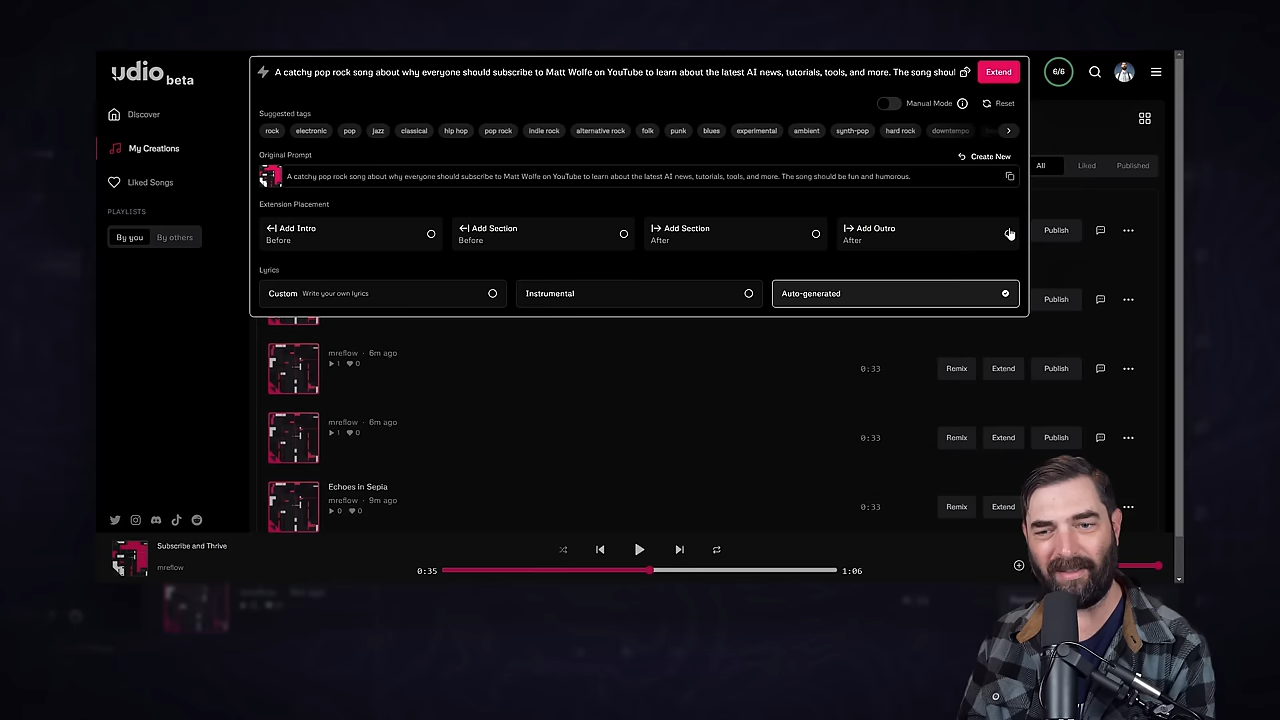 udio beta
A catchy pop rock song about why everyone should subscribe to Matt Wolfe on YouTube to learn about the latest AI news, tutorials, tools, and more. The song shoul
Extend
6/6
Manual Mode
Reset
Discover
My Creations
Liked Songs
PLAYLISTS
By you
By others
Suggested tags
rock
electronic
pop
jazz
classical
hip hop
pop rock
indie rock
alternative rock
folk
punk
blues
experimental
ambient
synth-pop
hard rock
downtempo
Original Prompt
Create New
A catchy pop rock song about why everyone should subscribe to Matt Wolfe on YouTube to learn about the latest AI news, tutorials, tools, and more. The song should be fun and humorous.
Extension Placement
Add Intro
Before
Add Section
Before
Add Section
After
Add Outro
After
Lyrics
Custom Write your own lyrics
Instrumental
Auto-generated
All
Liked
Published
Publish
Publish
mreflow · 6m ago
1 0
0:33
Remix
Extend
Publish
mreflow · 6m ago
1 0
0:33
Remix
Extend
Publish
Echoes in Sepia
mreflow · 9m ago
0 0
0:33
Remix
Extend
Subscribe and Thrive
mreflow
0:35
1:06